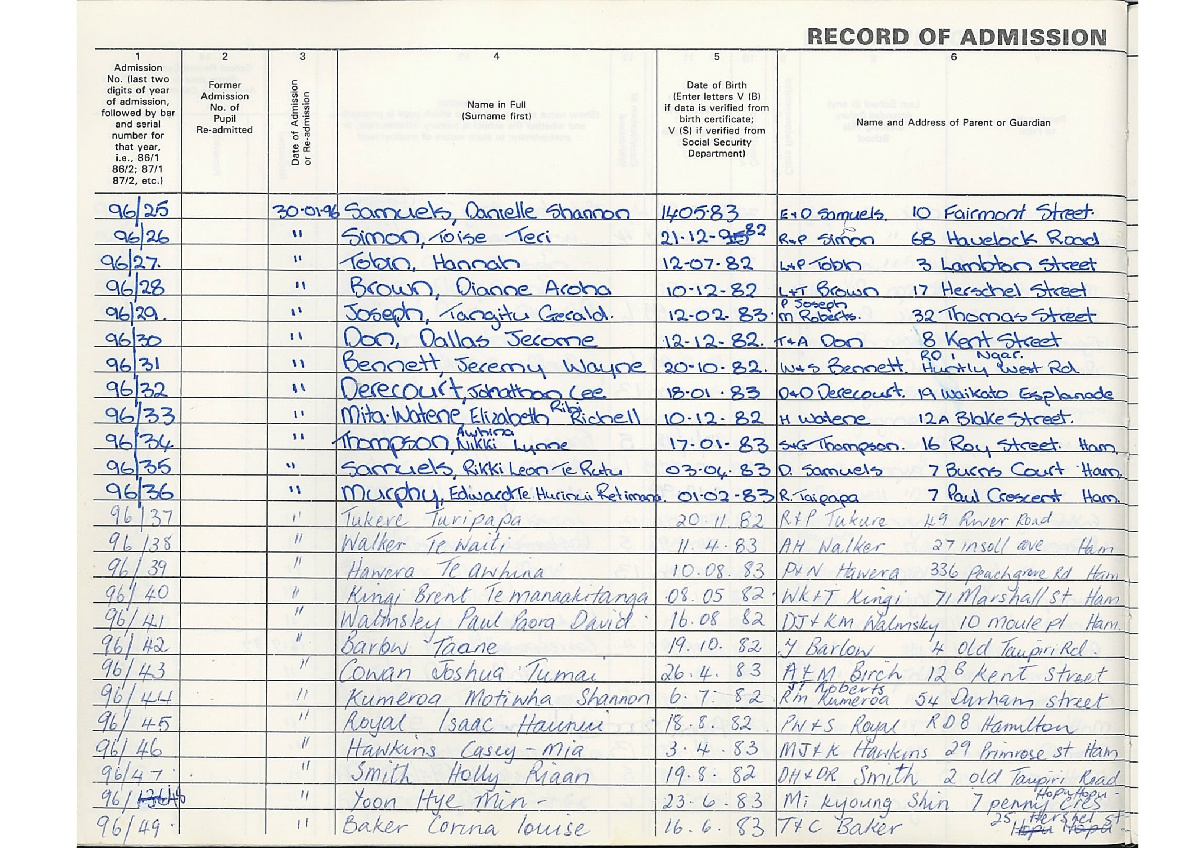 RECORD OF ADMISSION
1 2 3 4 5 6
Admission No. (last two digits of year of admission, followed by bar and serial number for that year, i.e., 86/1 86/2; 87/1 87/2, etc.)
Former Admission No. of Pupil Re-admitted
Date of Admission or Re-admission
Name in Full (Surname first)
Date of Birth (Enter letters V (B) if data is verified from birth certificate; V (S) if verified from Social Security Department)
Name and Address of Parent or Guardian
96/25 30-01-96 Samuels, Danielle Shannon 1405.83 E+O Samuels. 10 Fairmont Street.
96/26 " Simon, Toise Teri 21-12-82 R+P Simon 68 Havelock Road
96/27. " Tobin, Hannah 12-07-82 L+P Tobin 3 Lambton Street
96/28 " Brown, Dianne Aroha 10-12-82 L+T Brown 17 Herschel Street
96/29. " Joseph, Tangitu Gerald. 12-02-83 P Joseph M Roberts. 32 Thomas Street
96/30 " Don, Dallas Jerome 12-12-82. T+A Don 8 Kent Street
96/31 " Bennett, Jeremy Wayne 20-10-82. W+S Bennett. RD 1 Ngar. Huntly West Rd
96/32 " Derecourt, Johnathan Lee 18-01-83 D+O Derecourt. 19 Waikato Esplanade
96/33 " Mita-Watene Elizabeth Ribi Richell 10-12-82 H Watene 12A Blake Street.
96/34 " Thompson, Awhina Nikki Lynne 17-01-83 S+G Thompson. 16 Roy Street. Ham.
96/35 " Samuels, Rikki Leon Te Rutu 03-04-83 D. Samuels 7 Burns Court Ham.
96/36 " Murphy, Edward Te Hurinui Retimana. 01-02-83 R. Taipapa 7 Paul Crescent Ham.
96/37 " Tukere Turipapa 20 11. 82 R+P Tukure 49 River Road
96/38 " Walker Te Waiti 11. 4. 83 AH Walker 27 insoll ave Ham
96/39 " Hawera Te awhina 10.08. 83 P+N Hawera 336 Peachgrove Rd Ham
96/40 " Kingi Brent Te manaakitanga 08. 05 82 WK+T Kingi 71 Marshall St Ham
96/41 " Walmsley Paul Paora David 16.08 82 DJ+KM Walmsky 10 moule pl Ham.
96/42 " Barlow Taane 19. 10. 82 Y Barlow 4 old Taupiri Rd.
96/43 " Cowan Joshua Tumai 26. 4. 83 A+M Birch 12B Kent Street
96/44 " Kumeroa Motiwha Shannon 6. 7. 82 Roberts RM Kumeroa 54 Durham Street
96/45 " Royal Isaac Haunui 18. 8. 82 PW+S Royal RD8 Hamilton
96/46 " Hawkins Casey-Mia 3. 4. 83 MJ+K Hawkins 29 Primrose st Ham
96/47 " Smith Holly Riaan 19. 8. 82 DH+DR Smith 2 old Taupiri Road
96/ " Yoon Hye Min - 23. 6. 83 Mi Kyoung Shin 7 penny Cres Hopu Hopu
96/49. " Baker Corina Louise 16. 6. 83 T+C Baker 25 Hershel st Hopu Hopu